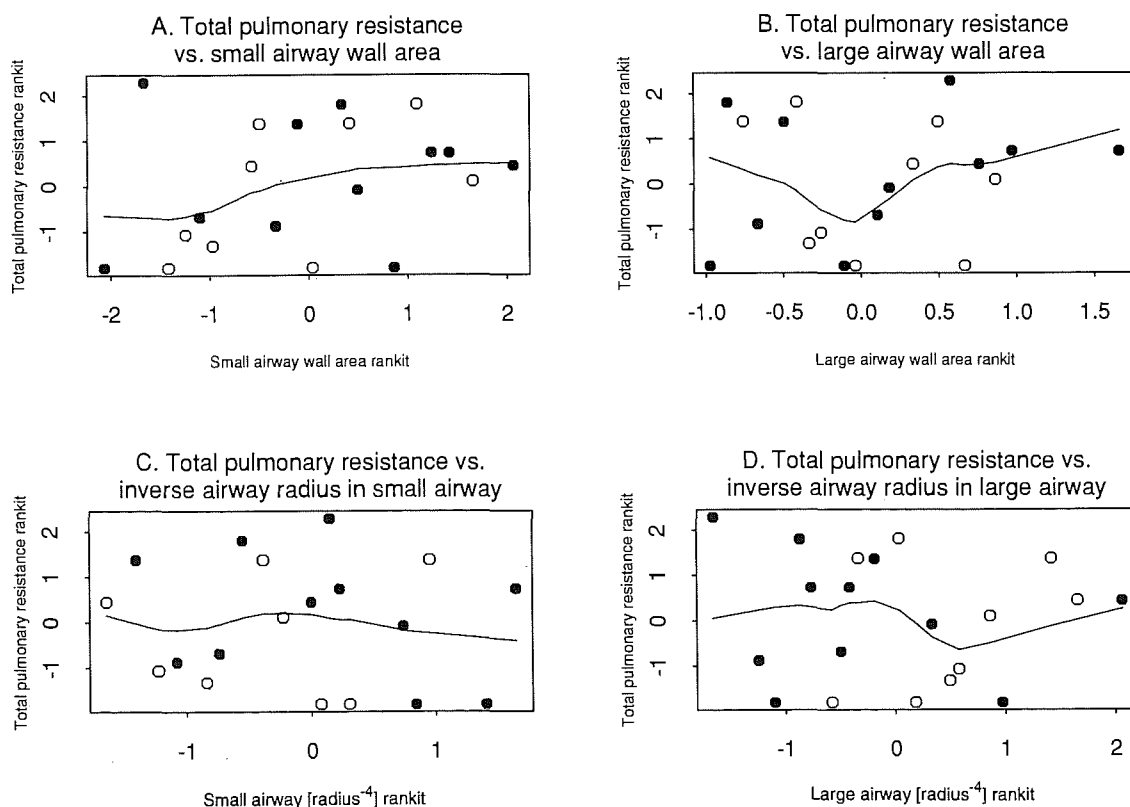 A. Total pulmonary resistance
vs. small airway wall area
Total pulmonary resistance rankit
2
1
0
-1
-2
-1
0
1
2
Small airway wall area rankit
B. Total pulmonary resistance
vs. large airway wall area
Total pulmonary resistance rankit
2
1
0
-1
-1.0
0.0
0.5
1.0
1.5
Large airway wall area rankit
C. Total pulmonary resistance vs.
inverse airway radius in small airway
Total pulmonary resistance rankit
2
1
0
-1
-1
0
1
Small airway [radius⁻⁴] rankit
D. Total pulmonary resistance vs.
inverse airway radius in large airway
Total pulmonary resistance rankit
2
1
0
-1
-1
0
1
2
Large airway [radius⁻⁴] rankit